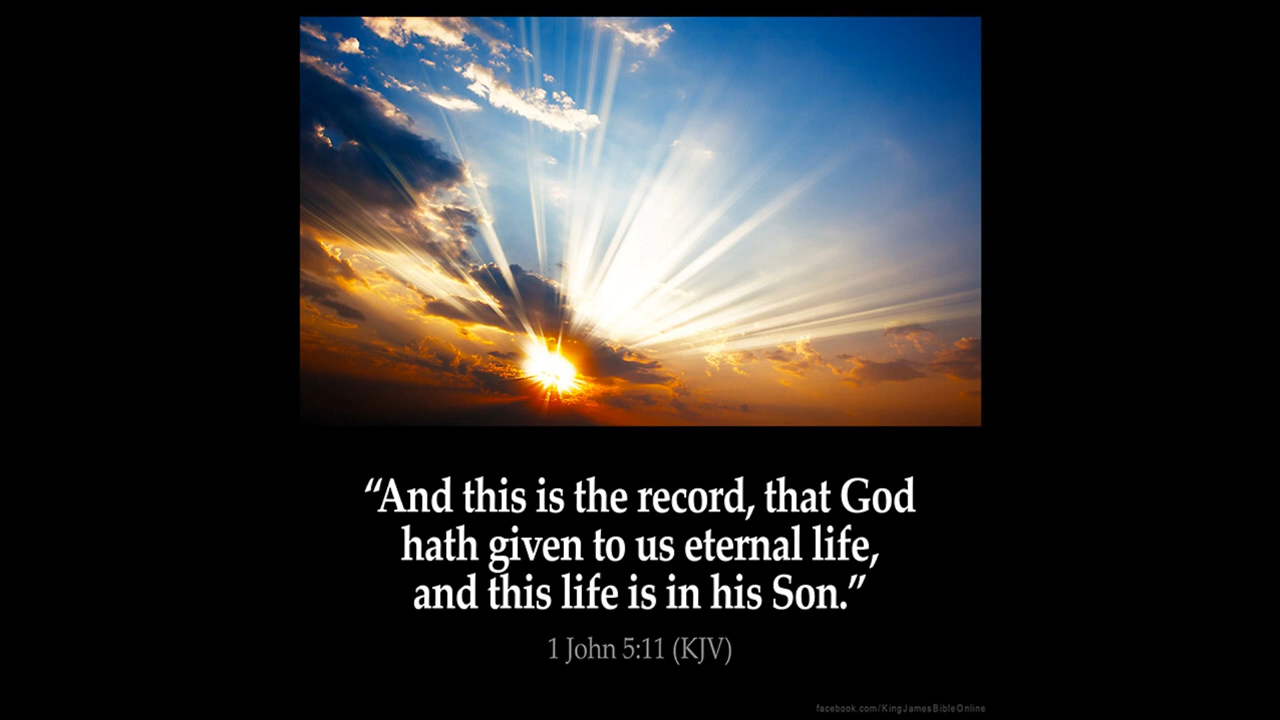 “And this is the record, that God
hath given to us eternal life,
and this life is in his Son.”
1 John 5:11 (KJV)
facebook.com/KingJamesBibleOnline